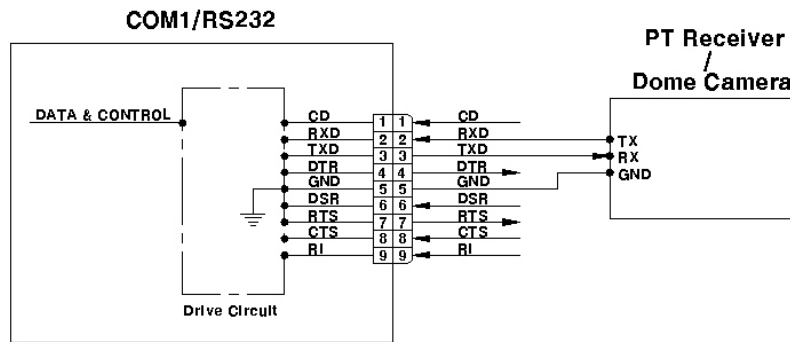 COM1/RS232
PT Receiver
/
Dome Camera
DATA & CONTROL
CD 1 1 CD
RXD 2 2 RXD TX
TXD 3 3 TXD RX
DTR 4 4 DTR
GND 5 5 GND GND
DSR 6 6 DSR
RTS 7 7 RTS
CTS 8 8 CTS
RI 9 9 RI
Drive Circuit